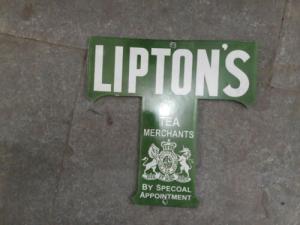 LIPTON'S
TEA
MERCHANTS
BY SPECOAL
APPOINTMENT